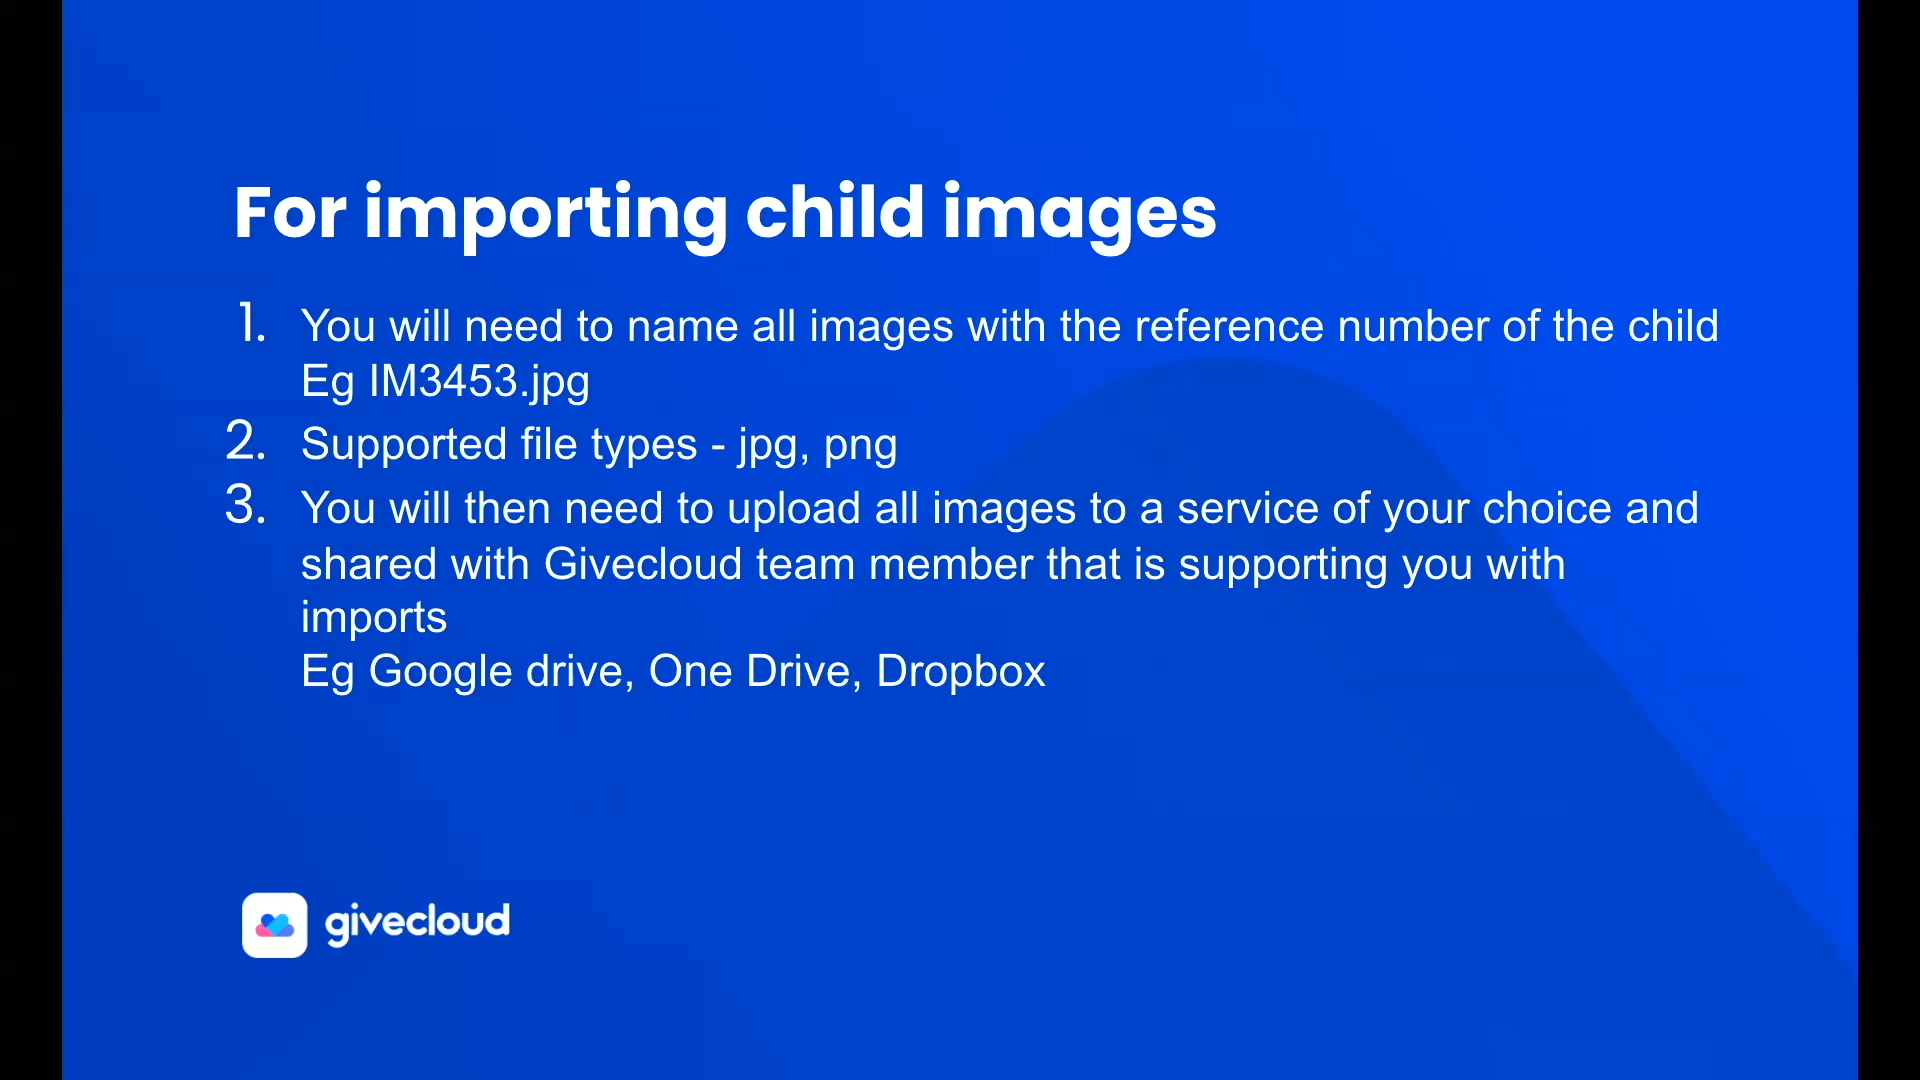 For importing child images
1. You will need to name all images with the reference number of the child
Eg IM3453.jpg
2. Supported file types - jpg, png
3. You will then need to upload all images to a service of your choice and
shared with Givecloud team member that is supporting you with
imports
Eg Google drive, One Drive, Dropbox
givecloud